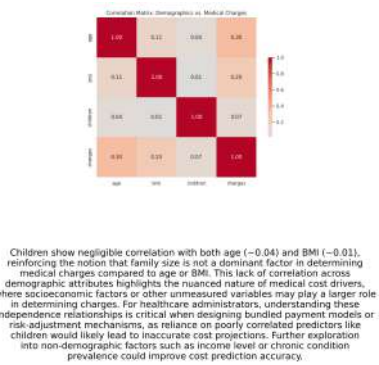 Correlation Matrix: Demographics vs. Medical Charges
age 1.00 0.11 0.04 0.30
bmi 0.11 1.00 0.01 0.20
children 0.04 0.01 1.00 0.07
charges 0.30 0.20 0.07 1.00
age bmi children charges
1.0
0.8
0.6
0.4
0.2
Children show negligible correlation with both age (~0.04) and BMI (~0.01),
reinforcing the notion that family size is not a dominant factor in determining
medical charges compared to age or BMI. This lack of correlation across
demographic attributes highlights the nuanced nature of medical cost drivers,
where socioeconomic factors or other unmeasured variables may play a larger role
in determining charges. For healthcare administrators, understanding these
independence relationships is critical when designing bundled payment models or
risk-adjustment mechanisms, as reliance on poorly correlated predictors like
children would likely lead to inaccurate cost projections. Further exploration
into non-demographic factors such as income level or chronic condition
prevalence could improve cost prediction accuracy.